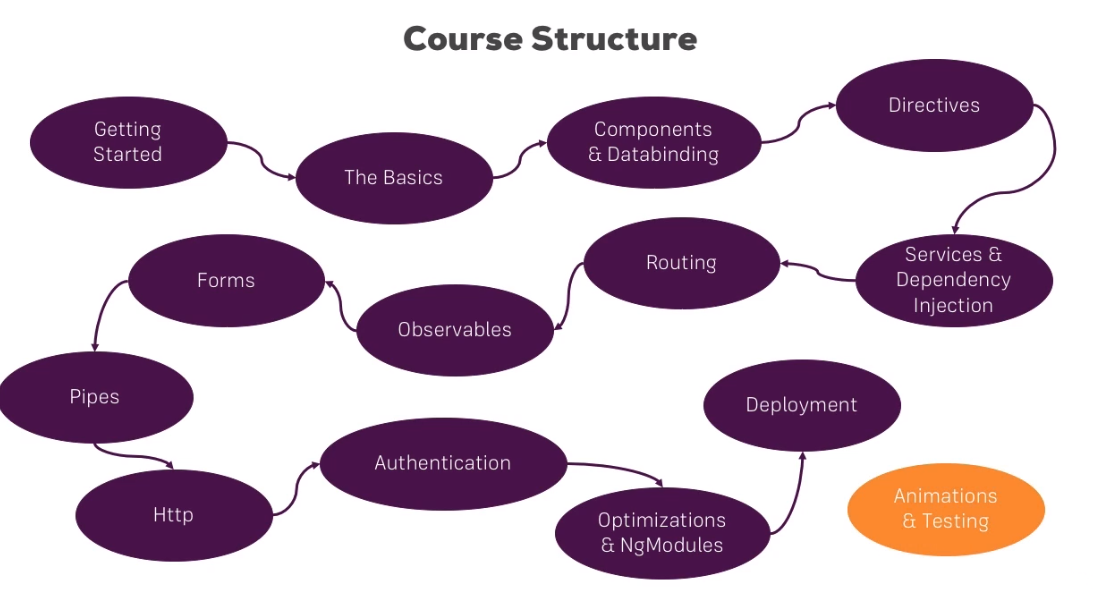 Course Structure
Getting
Started
The Basics
Components
& Databinding
Directives
Services &
Dependency
Injection
Routing
Observables
Forms
Pipes
Http
Authentication
Optimizations
& NgModules
Deployment
Animations
& Testing